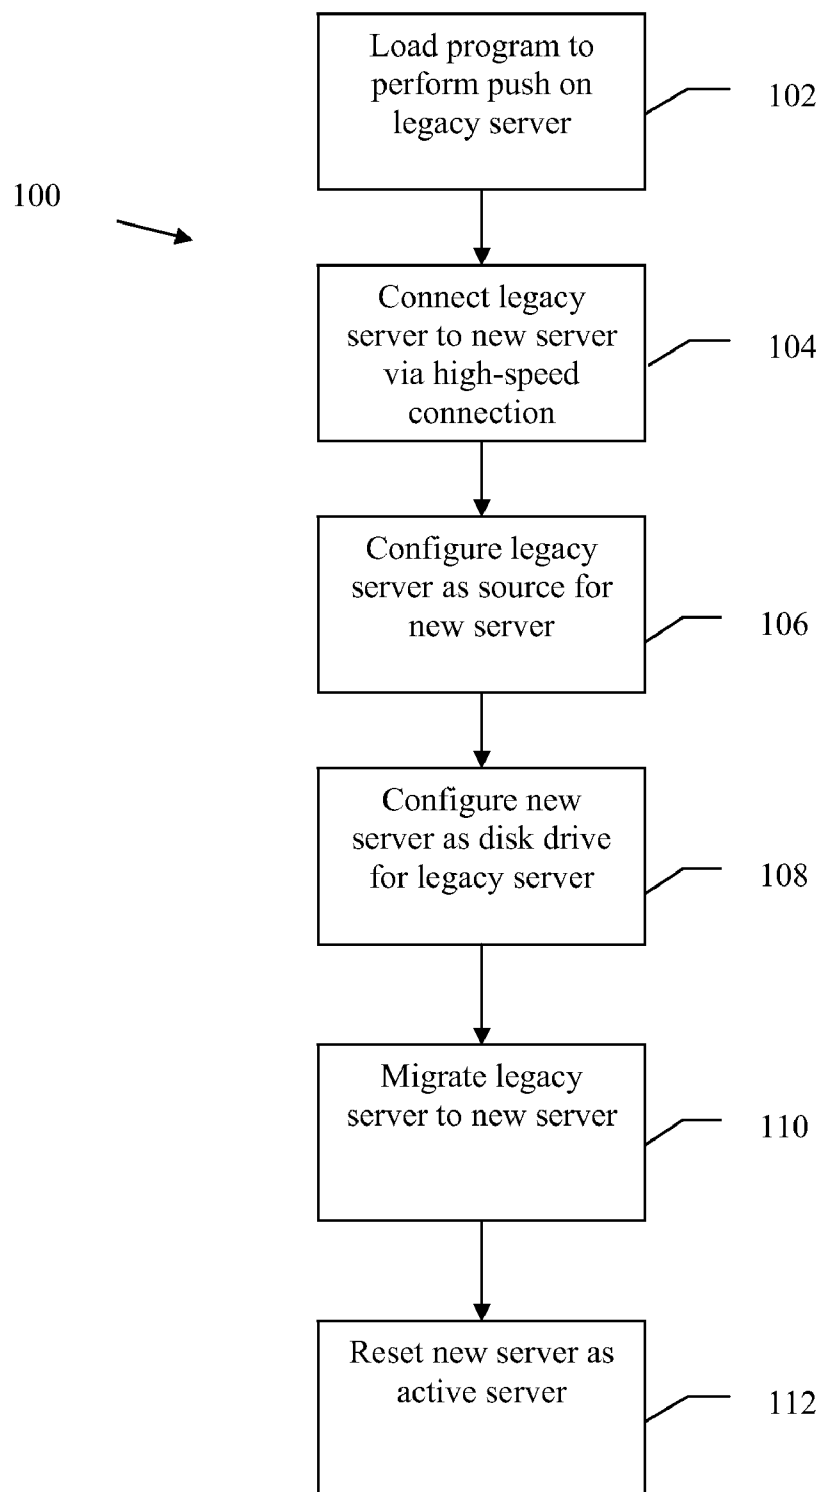 Load program to
perform push on
legacy server
102
100
Connect legacy
server to new server
via high-speed
connection
104
Configure legacy
server as source for
new server
106
Configure new
server as disk drive
for legacy server
108
Migrate legacy
server to new server
110
Reset new server as
active server
112